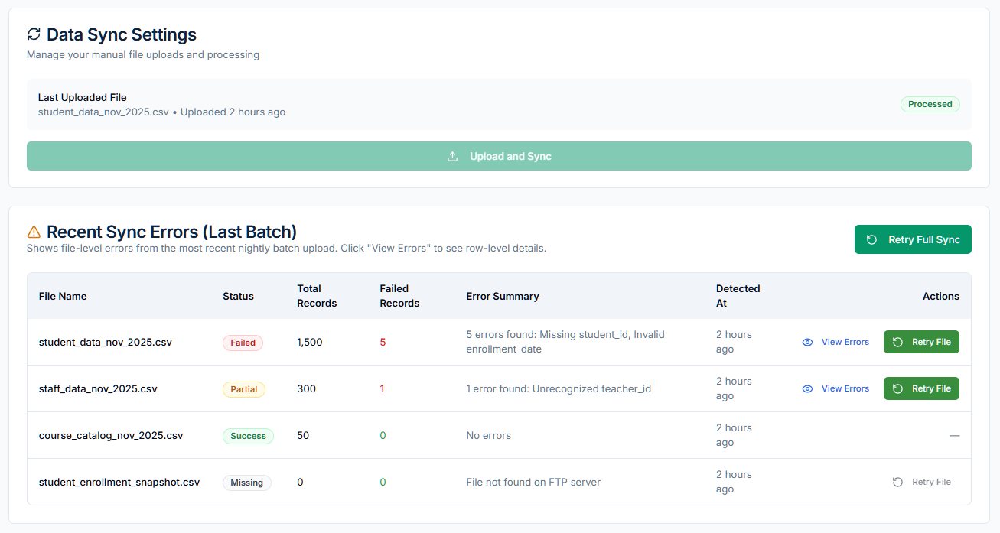 Data Sync Settings
Manage your manual file uploads and processing
Last Uploaded File
student_data_nov_2025.csv • Uploaded 2 hours ago
Processed
Upload and Sync
Recent Sync Errors (Last Batch)
Shows file-level errors from the most recent nightly batch upload. Click "View Errors" to see row-level details.
Retry Full Sync
File Name
Status
Total
Records
Failed
Records
Error Summary
Detected
At
Actions
student_data_nov_2025.csv
Failed
1,500
5
5 errors found: Missing student_id, Invalid
enrollment_date
2 hours
ago
View Errors
Retry File
staff_data_nov_2025.csv
Partial
300
1
1 error found: Unrecognized teacher_id
2 hours
ago
View Errors
Retry File
course_catalog_nov_2025.csv
Success
50
0
No errors
2 hours
ago
—
student_enrollment_snapshot.csv
Missing
0
0
File not found on FTP server
2 hours
ago
Retry File